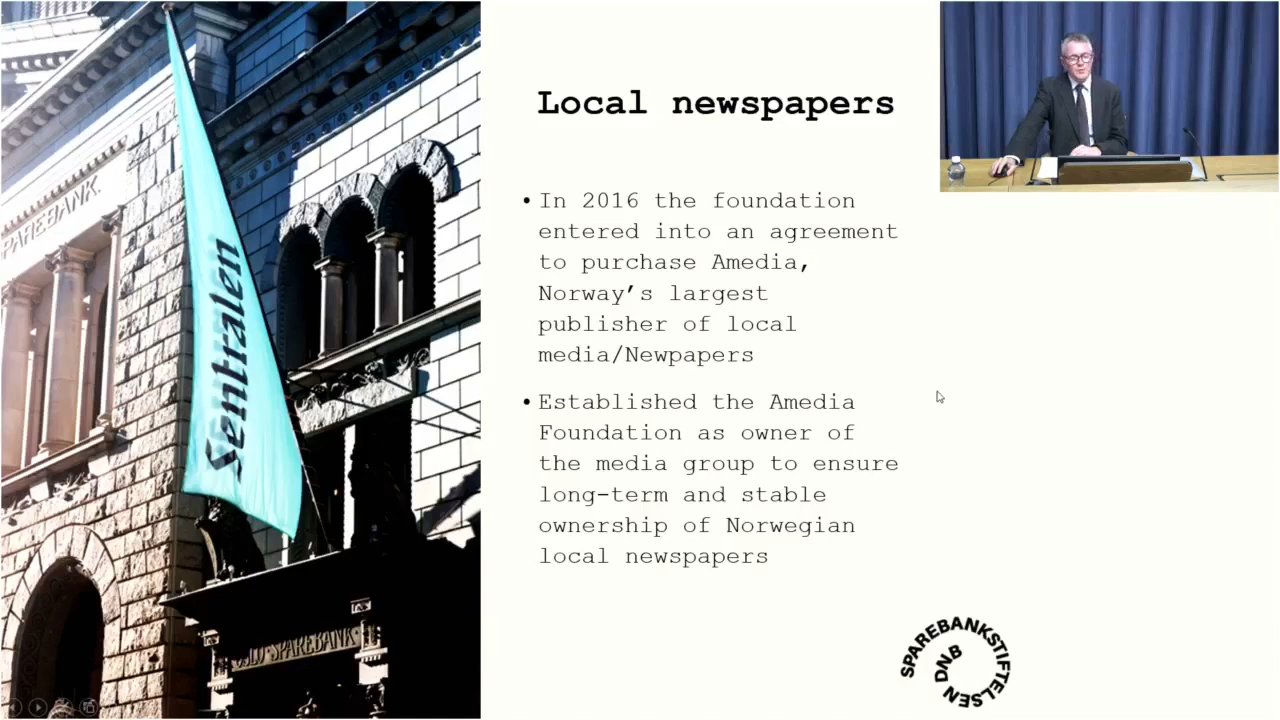 Local newspapers
• In 2016 the foundation
entered into an agreement
to purchase Amedia,
Norway’s largest
publisher of local
media/Newpapers
• Established the Amedia
Foundation as owner of
the media group to ensure
long-term and stable
ownership of Norwegian
local newspapers
Sentralen
SPAREBANK.
OSLO·SPAREBANK·
SPAREBANKSTIFTELSEN
DNB